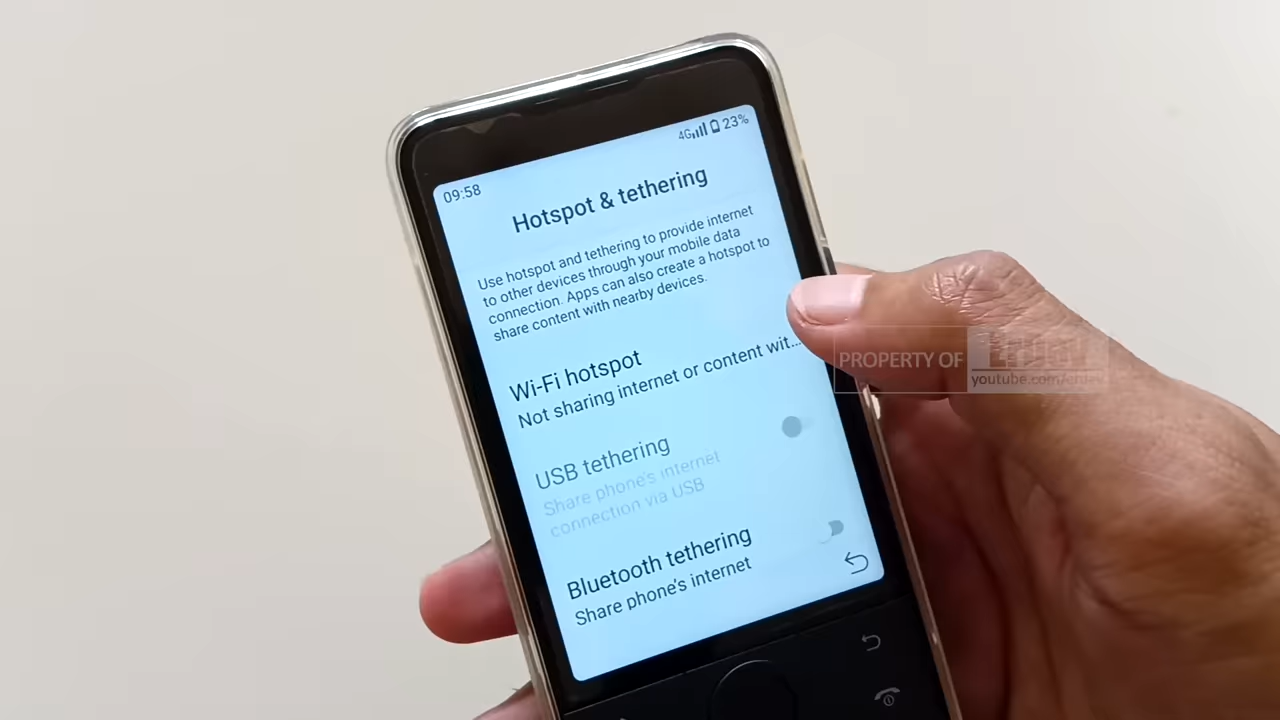 09:58
4G 23%
Hotspot & tethering
Use hotspot and tethering to provide internet
to other devices through your mobile data
connection. Apps can also create a hotspot to
share content with nearby devices.
Wi-Fi hotspot
Not sharing internet or content wit...
USB tethering
Share phone's internet
connection via USB
Bluetooth tethering
Share phone's internet
PROPERTY OF
youtube.com/enjoy